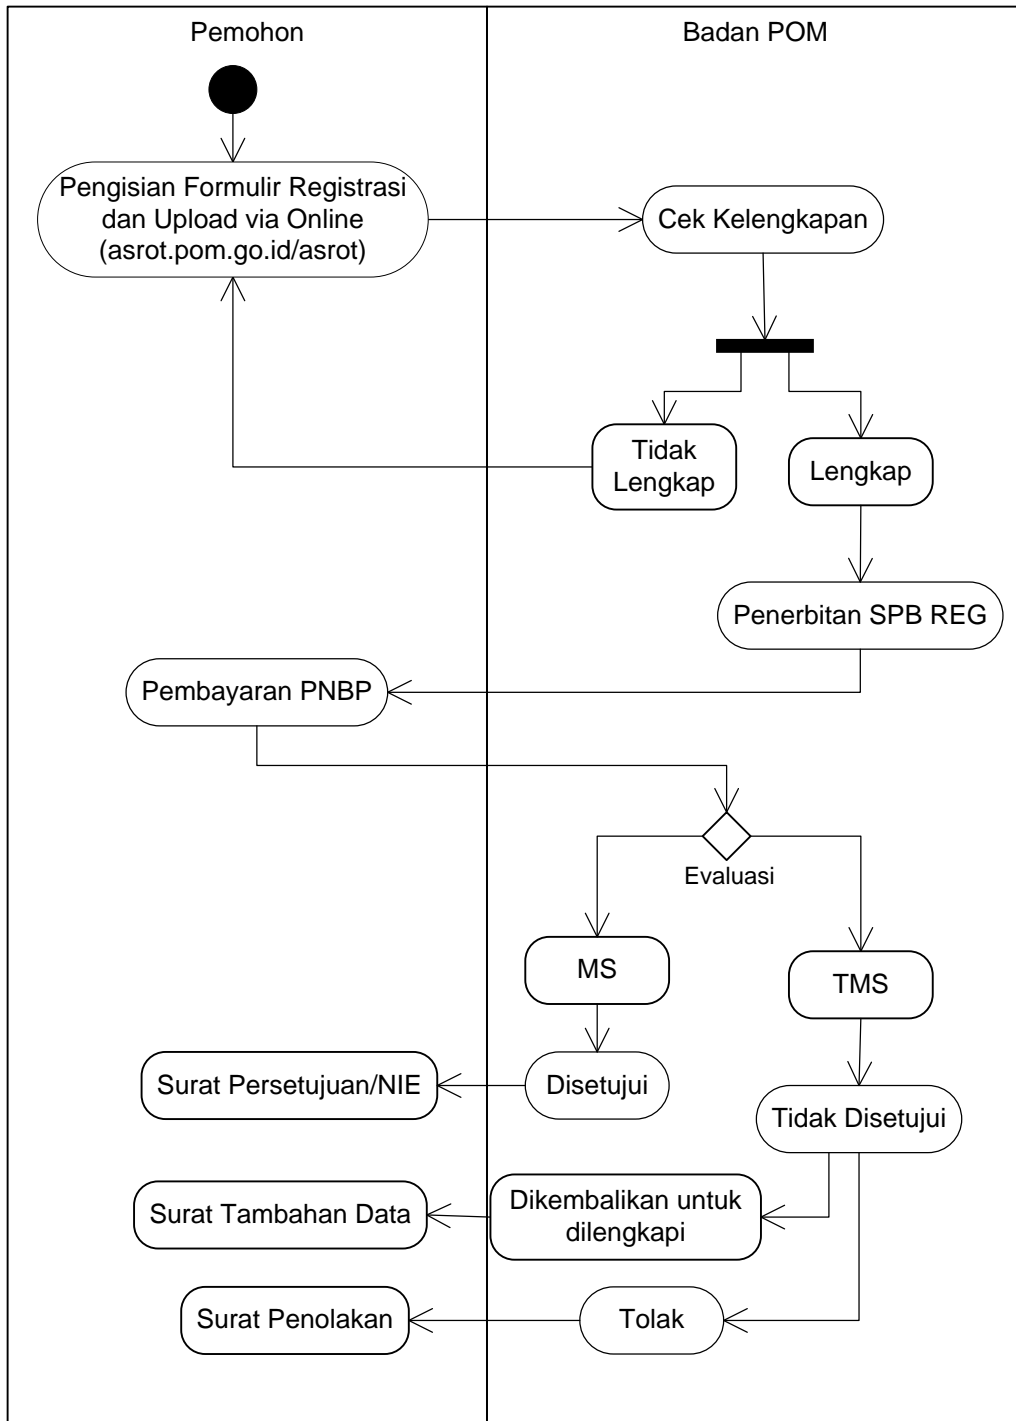 Pemohon
Badan POM
Pengisian Formulir Registrasi
dan Upload via Online
(asrot.pom.go.id/asrot)
Cek Kelengkapan
Tidak
Lengkap
Lengkap
Penerbitan SPB REG
Pembayaran PNBP
Evaluasi
MS
TMS
Surat Persetujuan/NIE
Disetujui
Tidak Disetujui
Surat Tambahan Data
Dikembalikan untuk
dilengkapi
Surat Penolakan
Tolak